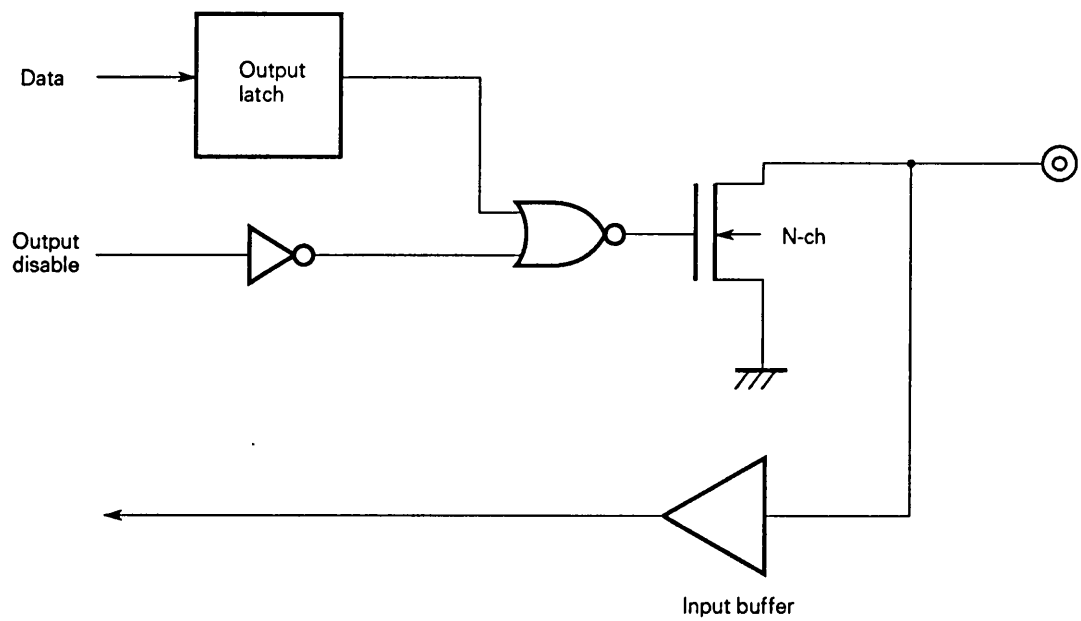 Data
Output
latch
Output
disable
N-ch
Input buffer